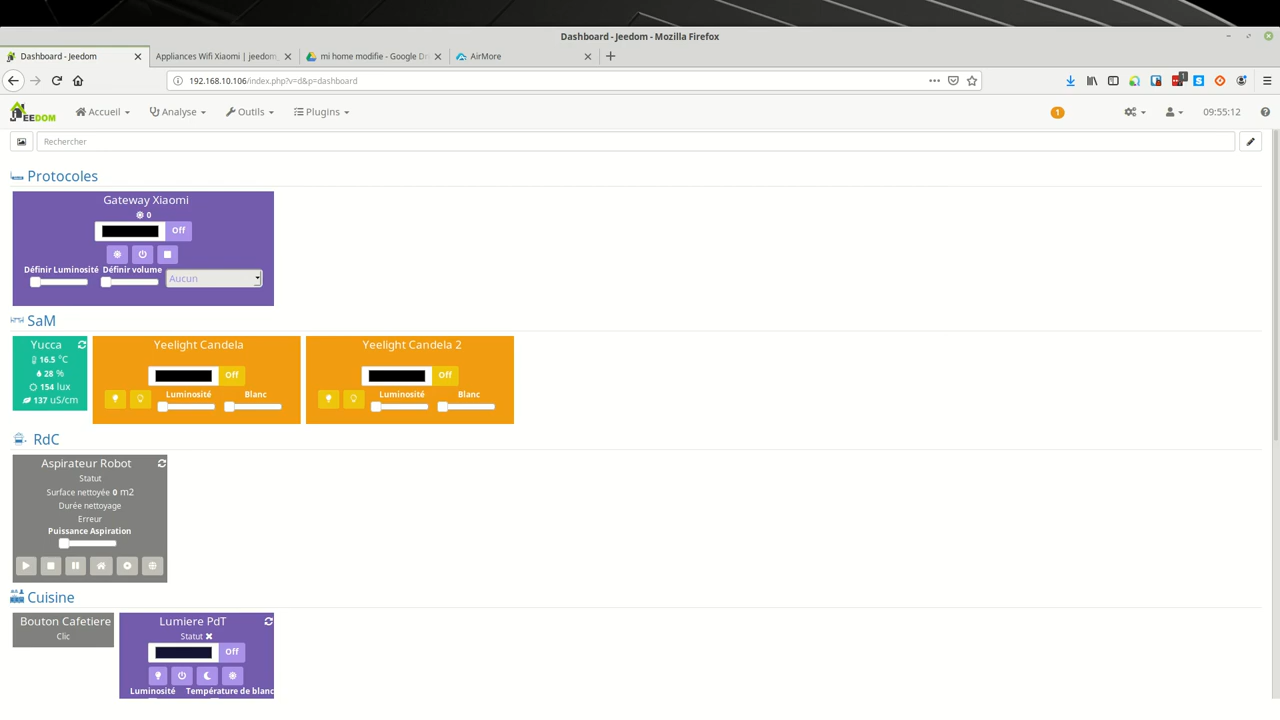 Dashboard - Jeedom - Mozilla Firefox
Dashboard - Jeedom
Appliances Wifi Xiaomi | jeedom
mi home modifie - Google Dr
AirMore
192.168.10.106/index.php?v=d&p=dashboard
1
JEEDOM
Accueil
Analyse
Outils
Plugins
1
09:55:12
Rechercher
Protocoles
Gateway Xiaomi
0
Off
Définir Luminosité Définir volume
Aucun
SaM
Yucca
16.5 °C
28 %
154 lux
137 uS/cm
Yeelight Candela
Off
Luminosité Blanc
Yeelight Candela 2
Off
Luminosité Blanc
RdC
Aspirateur Robot
Statut
Surface nettoyée 0 m2
Durée nettoyage
Erreur
Puissance Aspiration
Cuisine
Bouton Cafetiere
Clic
Lumiere PdT
Statut
Off
Luminosité Température de blanc